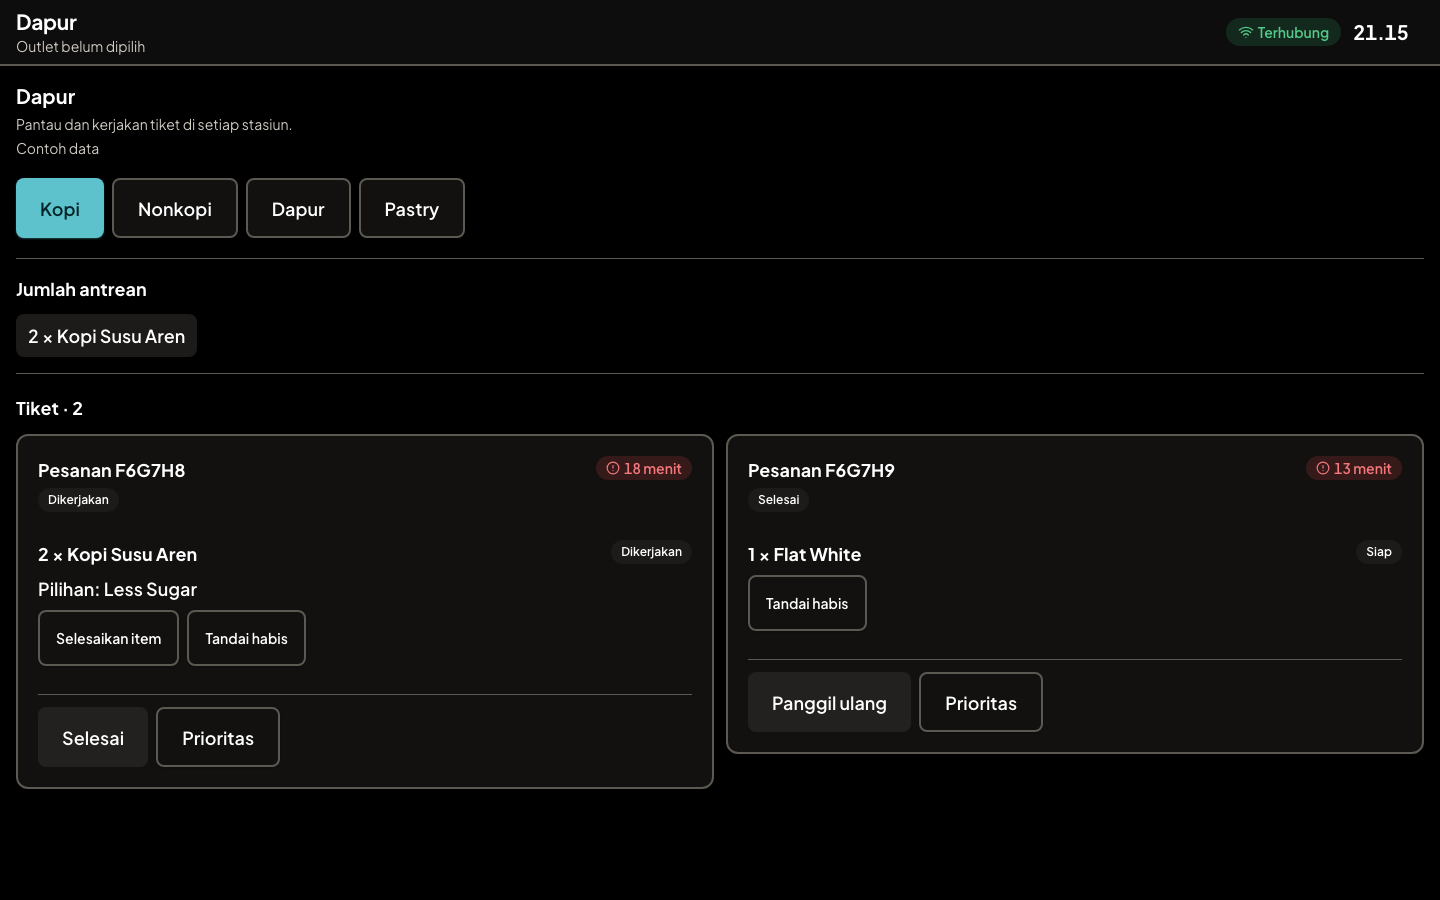 Dapur
Outlet belum dipilih
Terhubung
21.15
Dapur
Pantau dan kerjakan tiket di setiap stasiun.
Contoh data
Kopi
Nonkopi
Dapur
Pastry
Jumlah antrean
2 × Kopi Susu Aren
Tiket · 2
Pesanan F6G7H8
18 menit
Dikerjakan
2 × Kopi Susu Aren
Dikerjakan
Pilihan: Less Sugar
Selesaikan item
Tandai habis
Selesai
Prioritas
Pesanan F6G7H9
13 menit
Selesai
1 × Flat White
Siap
Tandai habis
Panggil ulang
Prioritas